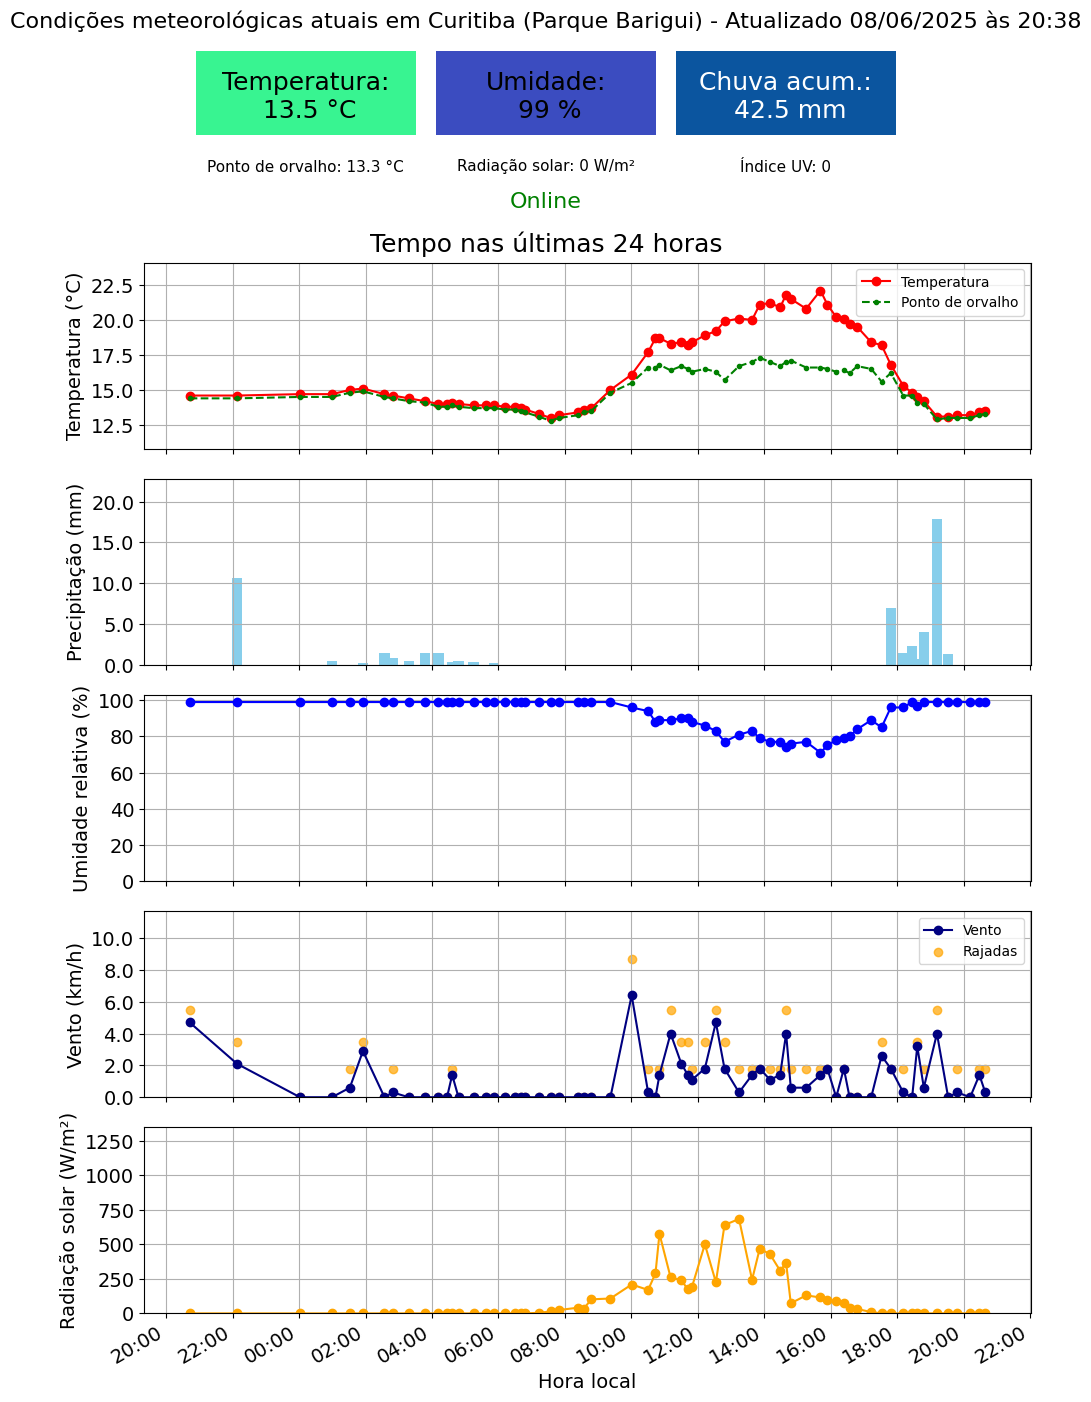 Condições meteorológicas atuais em Curitiba (Parque Barigui) - Atualizado 08/06/2025 às 20:38
Temperatura:
13.5 °C
Umidade:
99 %
Chuva acum.:
42.5 mm
Ponto de orvalho: 13.3 °C
Radiação solar: 0 W/m²
Índice UV: 0
Online
Tempo nas últimas 24 horas
Temperatura (°C)
22.5
20.0
17.5
15.0
12.5
Temperatura
Ponto de orvalho
Precipitação (mm)
20.0
15.0
10.0
5.0
0.0
Umidade relativa (%)
100
80
60
40
20
0
Vento (km/h)
10.0
8.0
6.0
4.0
2.0
0.0
Vento
Rajadas
Radiação solar (W/m²)
1250
1000
750
500
250
0
20:00
22:00
00:00
02:00
04:00
06:00
08:00
10:00
12:00
14:00
16:00
18:00
20:00
22:00
Hora local